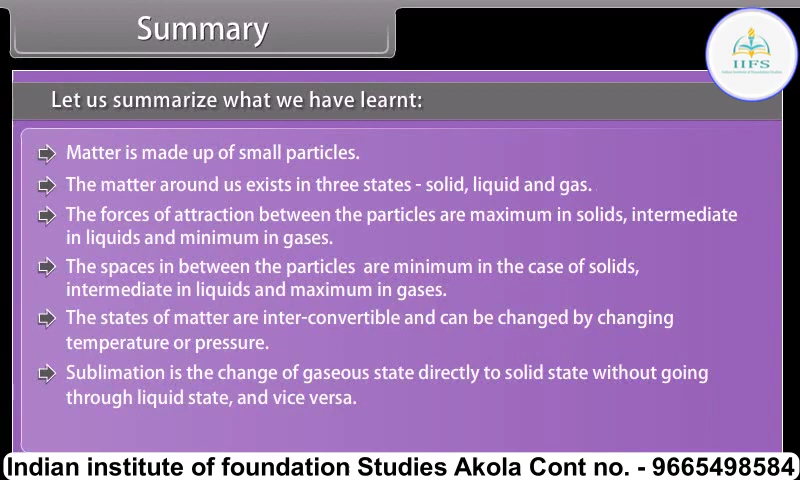 Summary
IIFS
Indian Institute of Foundation Studies
Let us summarize what we have learnt:
Matter is made up of small particles.
The matter around us exists in three states - solid, liquid and gas.
The forces of attraction between the particles are maximum in solids, intermediate
in liquids and minimum in gases.
The spaces in between the particles are minimum in the case of solids,
intermediate in liquids and maximum in gases.
The states of matter are inter-convertible and can be changed by changing
temperature or pressure.
Sublimation is the change of gaseous state directly to solid state without going
through liquid state, and vice versa.
Indian institute of foundation Studies Akola Cont no. - 9665498584